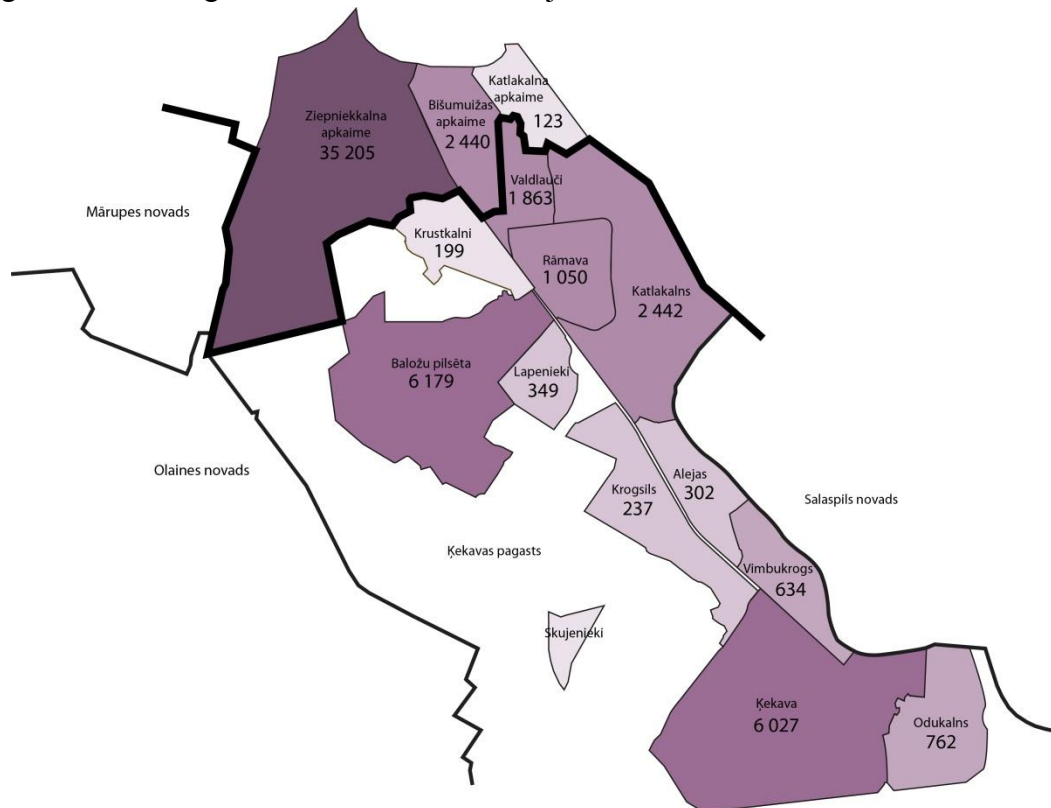 Ziepniekkalna
apkaime
35 205
Bišumuižas
apkaime
2 440
Katlakalna
apkaime
123
Mārupes novads
Valdlauči
1 863
Krustkalni
199
Rāmava
1 050
Katlakalns
2 442
Baložu pilsēta
6 179
Lapenieki
349
Olaines novads
Krogsils
237
Alejas
302
Salaspils novads
Ķekavas pagasts
Vimbukrogs
634
Skujenieki
Ķekava
6 027
Odukalns
762